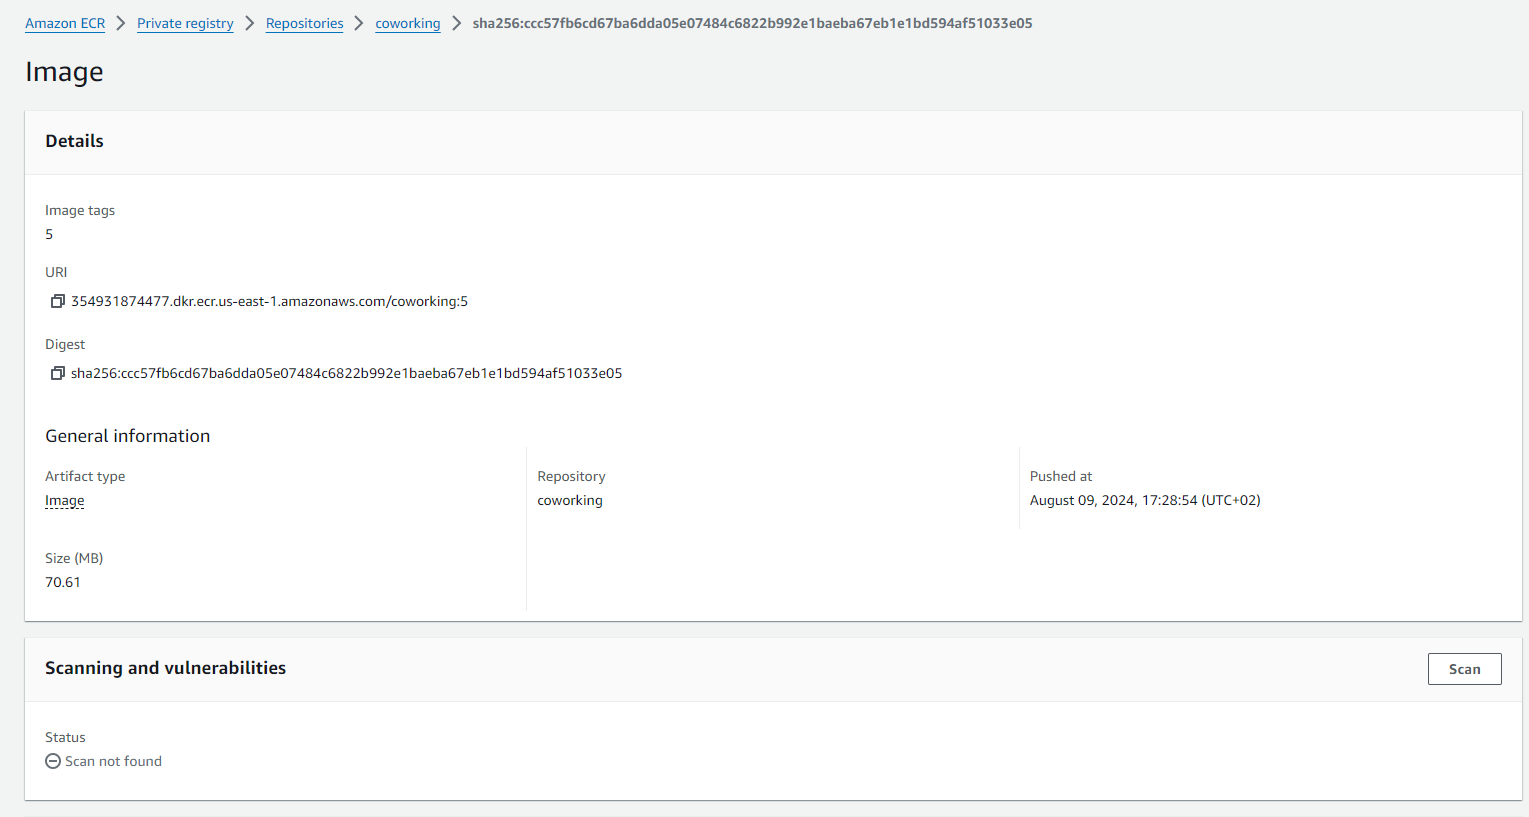 Amazon ECR > Private registry > Repositories > coworking > sha256:ccc57fb6cd67ba6dda05e07484c6822b992e1baeba67eb1e1bd594af51033e05
Image
Details
Image tags
5
URI
354931874477.dkr.ecr.us-east-1.amazonaws.com/coworking:5
Digest
sha256:ccc57fb6cd67ba6dda05e07484c6822b992e1baeba67eb1e1bd594af51033e05
General information
Artifact type
Image
Repository
coworking
Pushed at
August 09, 2024, 17:28:54 (UTC+02)
Size (MB)
70.61
Scanning and vulnerabilities
Scan
Status
Scan not found